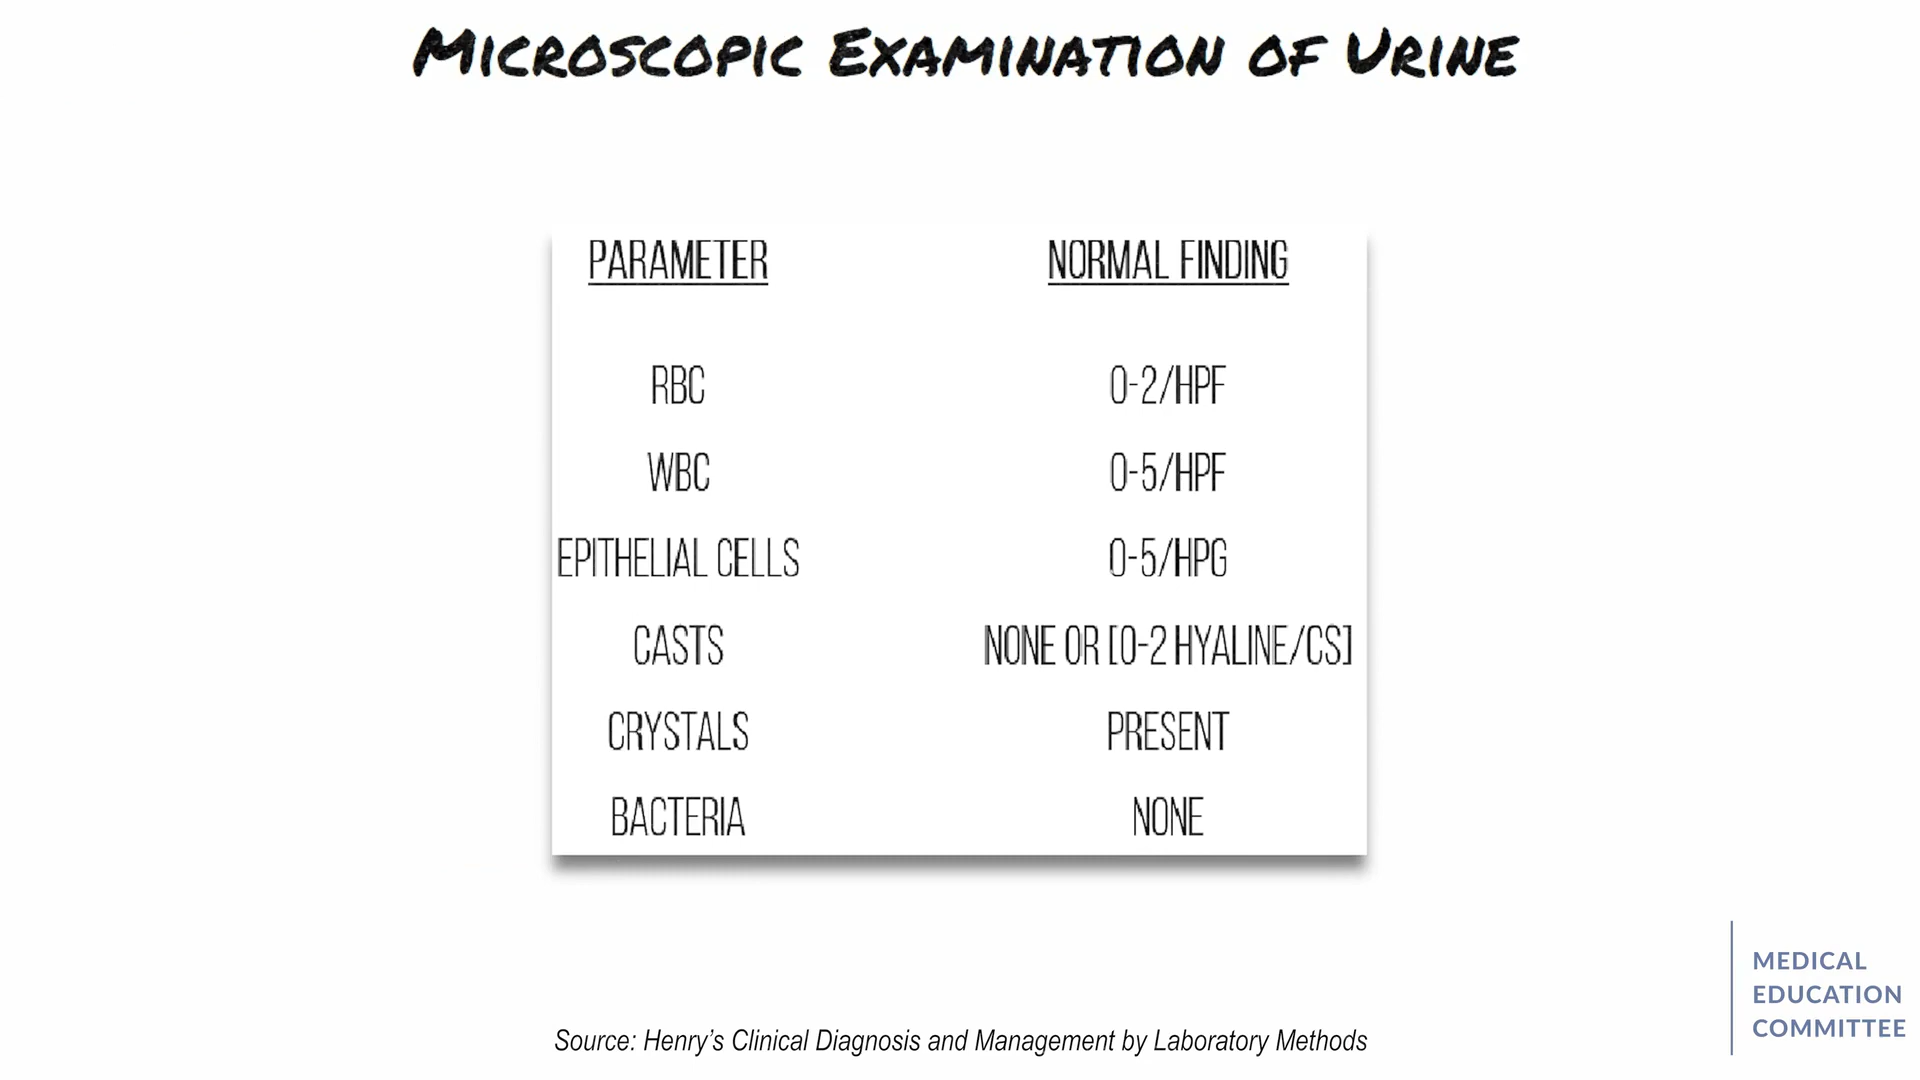 Microscopic Examination of Urine
PARAMETER NORMAL FINDING
RBC 0-2/HPF
WBC 0-5/HPF
EPITHELIAL CELLS 0-5/HPG
CASTS NONE OR [0-2 HYALINE/CS]
CRYSTALS PRESENT
BACTERIA NONE
MEDICAL
EDUCATION
COMMITTEE
Source: Henry's Clinical Diagnosis and Management by Laboratory Methods